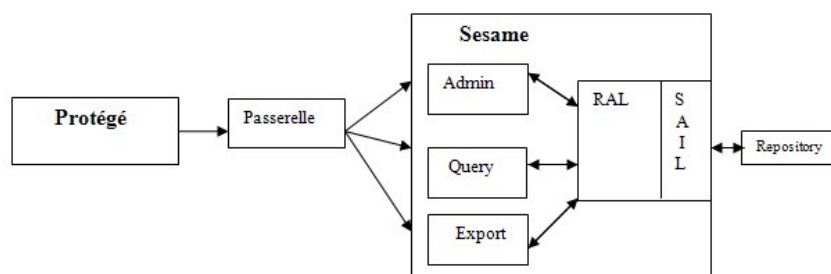 Sesame
Protégé
Passerelle
Admin
Query
Export
RAL
S
A
I
L
Repository